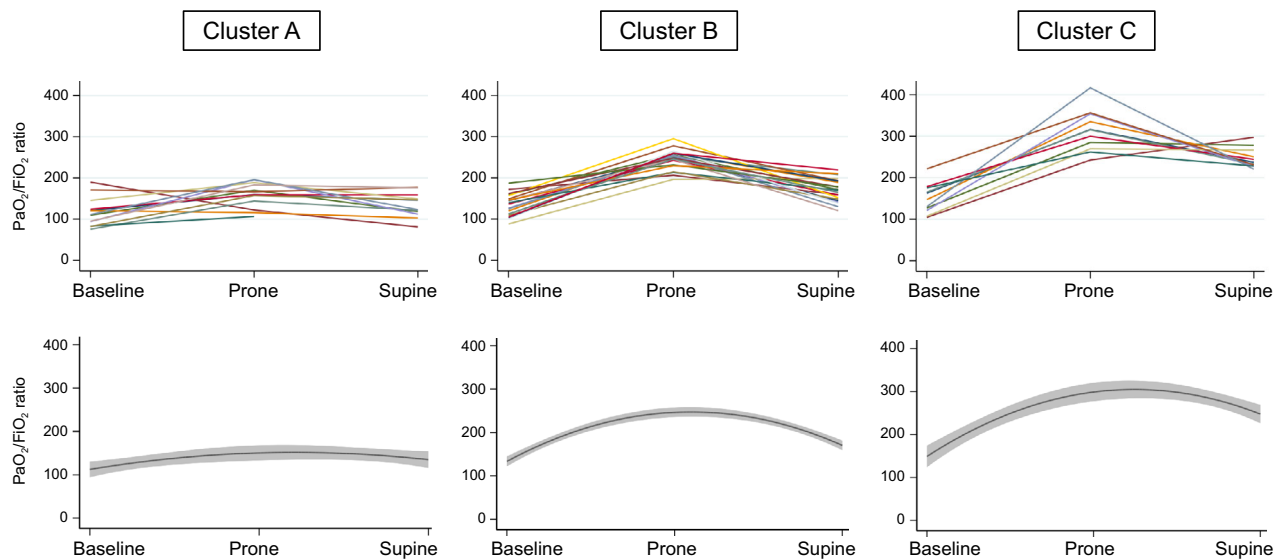 Cluster A
Cluster B
Cluster C
PaO₂/FiO₂ ratio
400
300
200
100
0
Baseline
Prone
Supine
400
300
200
100
0
Baseline
Prone
Supine
400
300
200
100
0
Baseline
Prone
Supine
PaO₂/FiO₂ ratio
400
300
200
100
0
Baseline
Prone
Supine
400
300
200
100
0
Baseline
Prone
Supine
400
300
200
100
0
Baseline
Prone
Supine